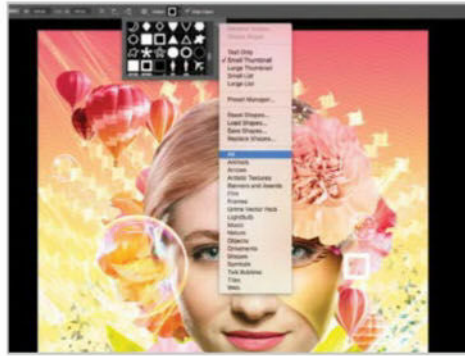 Text Only
Small Thumbnail
Large Thumbnail
Small List
Large List
Preset Manager...
Reset Shapes...
Load Shapes...
Save Shapes...
Replace Shapes...
All
Animals
Arrows
Artistic Textures
Banners and Awards
Film
Frames
Grime Vector Pack
LightBulb
Music
Nature
Objects
Ornaments
Shapes
Symbols
Talk Bubbles
Tiles
Web